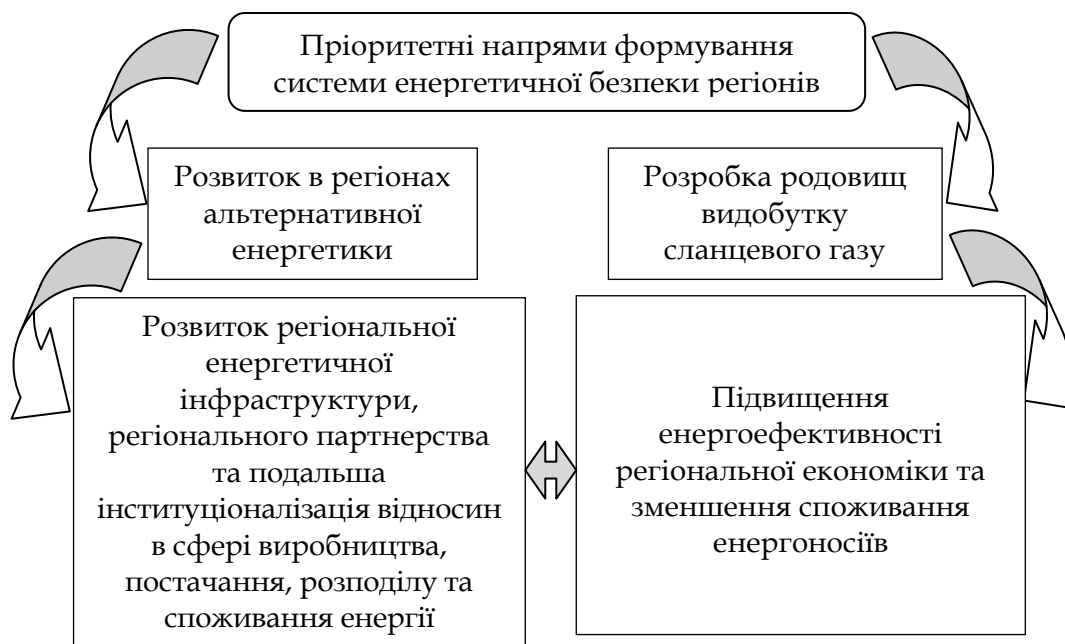 Пріоритетні напрями формування
системи енергетичної безпеки регіонів
Розвиток в регіонах
альтернативної
енергетики
Розробка родовищ
видобутку
сланцевого газу
Розвиток регіональної
енергетичної
інфраструктури,
регіонального партнерства
та подальша
інституціоналізація відносин
в сфері виробництва,
постачання, розподілу та
споживання енергії
Підвищення
енергоефективності
регіональної економіки та
зменшення споживання
енергоносіїв